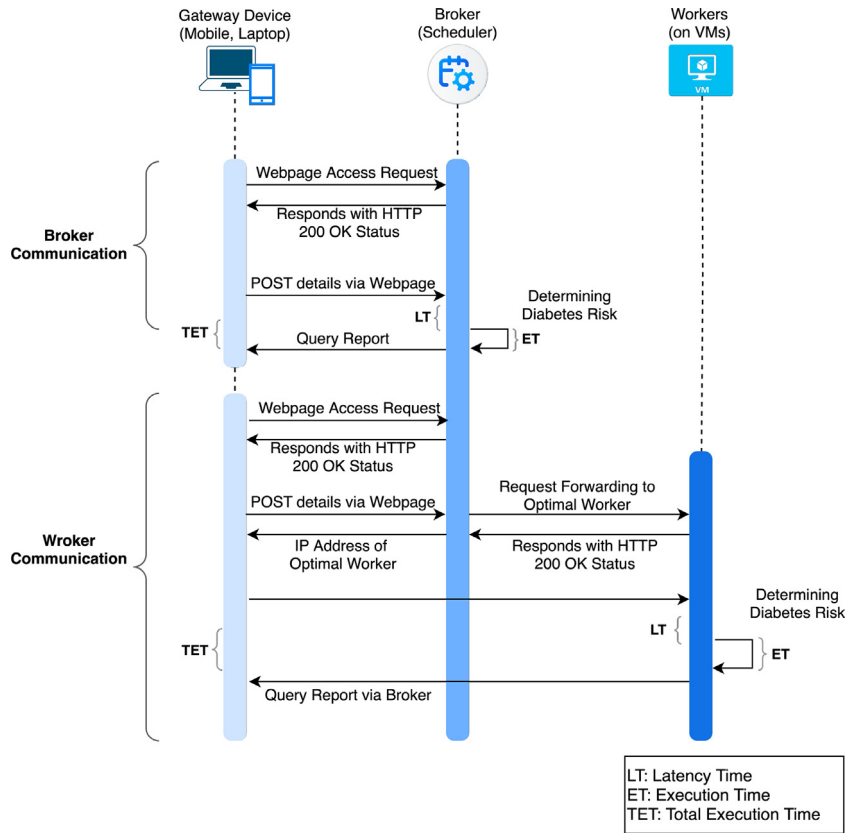 Gateway Device
(Mobile, Laptop)
Broker
(Scheduler)
Workers
(on VMs)
VM
Webpage Access Request
Responds with HTTP
200 OK Status
Broker
Communication
POST details via Webpage
LT
Determining
Diabetes Risk
TET
Query Report
ET
Webpage Access Request
Responds with HTTP
200 OK Status
POST details via Webpage
Request Forwarding to
Optimal Worker
Wroker
Communication
IP Address of
Optimal Worker
Responds with HTTP
200 OK Status
Determining
Diabetes Risk
LT
TET
ET
Query Report via Broker
LT: Latency Time
ET: Execution Time
TET: Total Execution Time